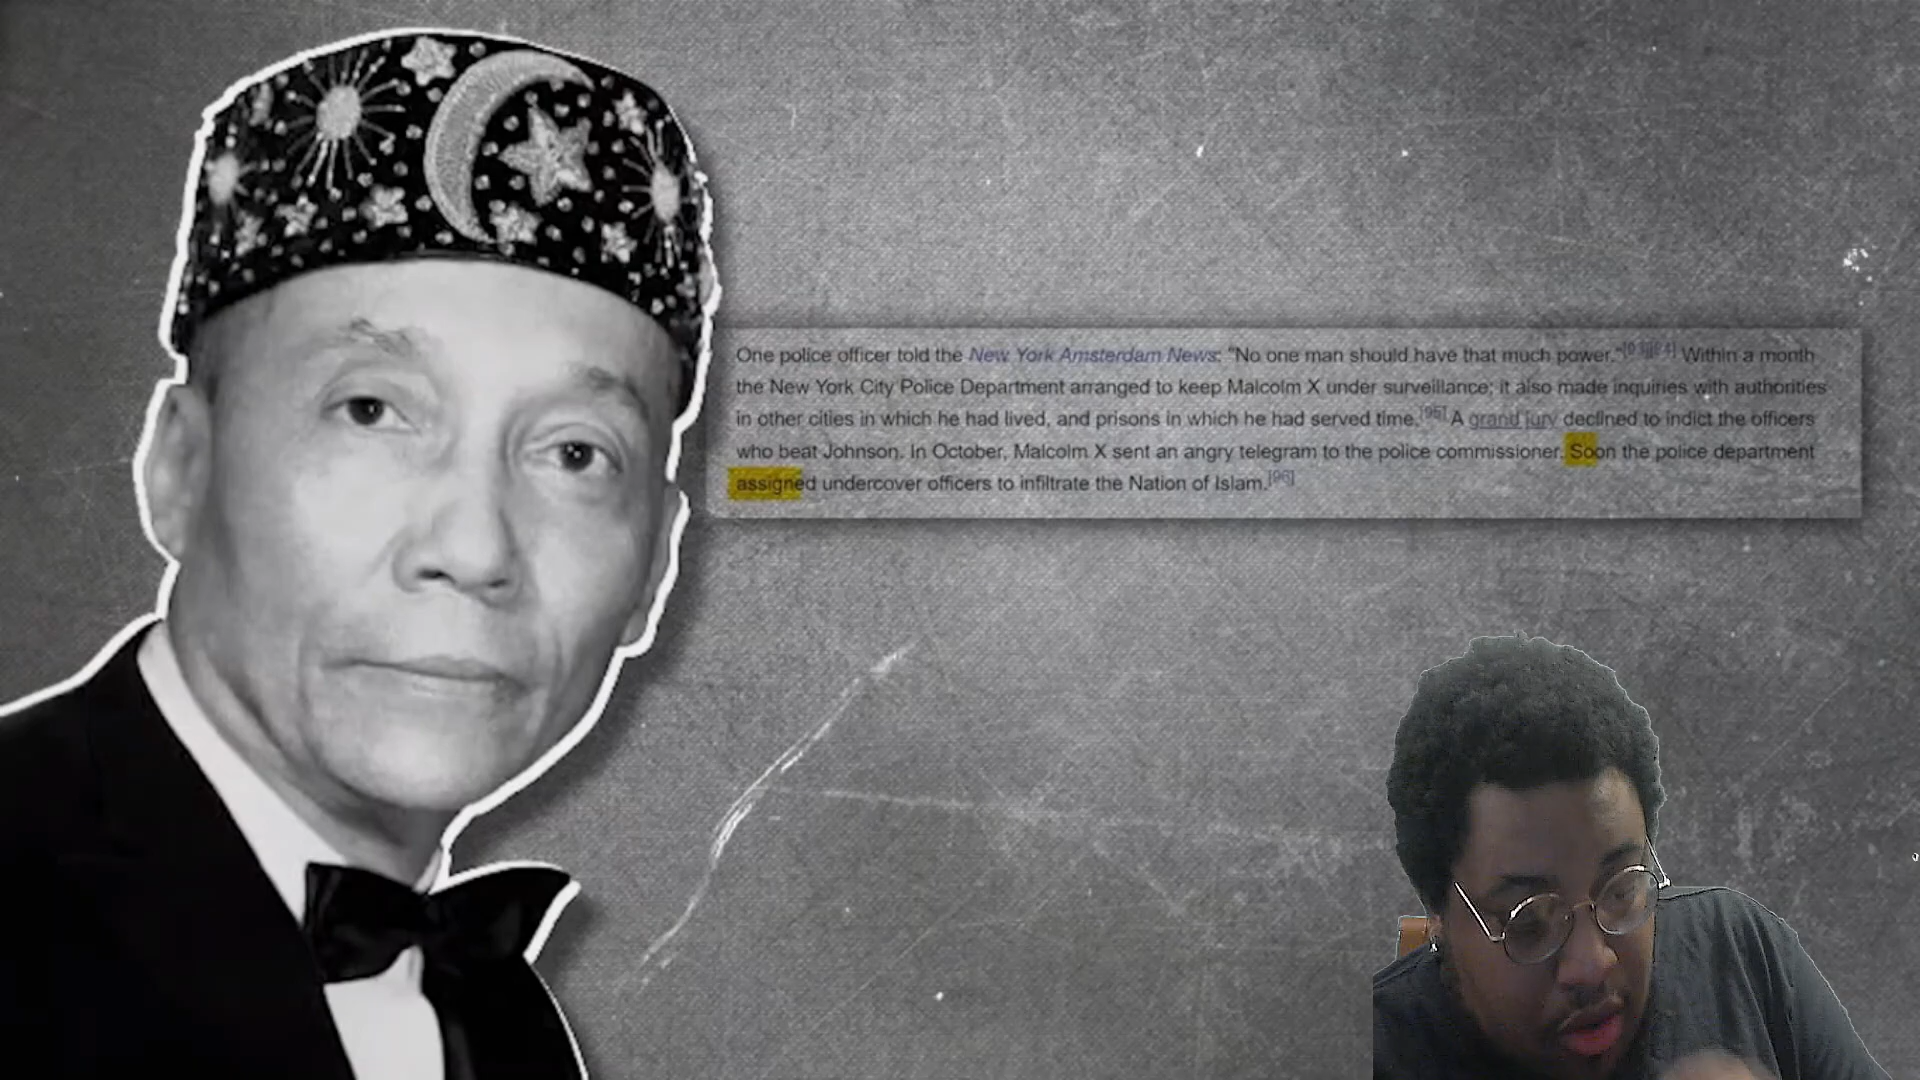 One police officer told the New York Amsterdam News: "No one man should have that much power." Within a month
the New York City Police Department arranged to keep Malcolm X under surveillance; it also made inquiries with authorities
in other cities in which he had lived, and prisons in which he had served time.[95] A grand jury declined to indict the officers
who beat Johnson. In October, Malcolm X sent an angry telegram to the police commissioner. Soon the police department
assigned undercover officers to infiltrate the Nation of Islam.[96]